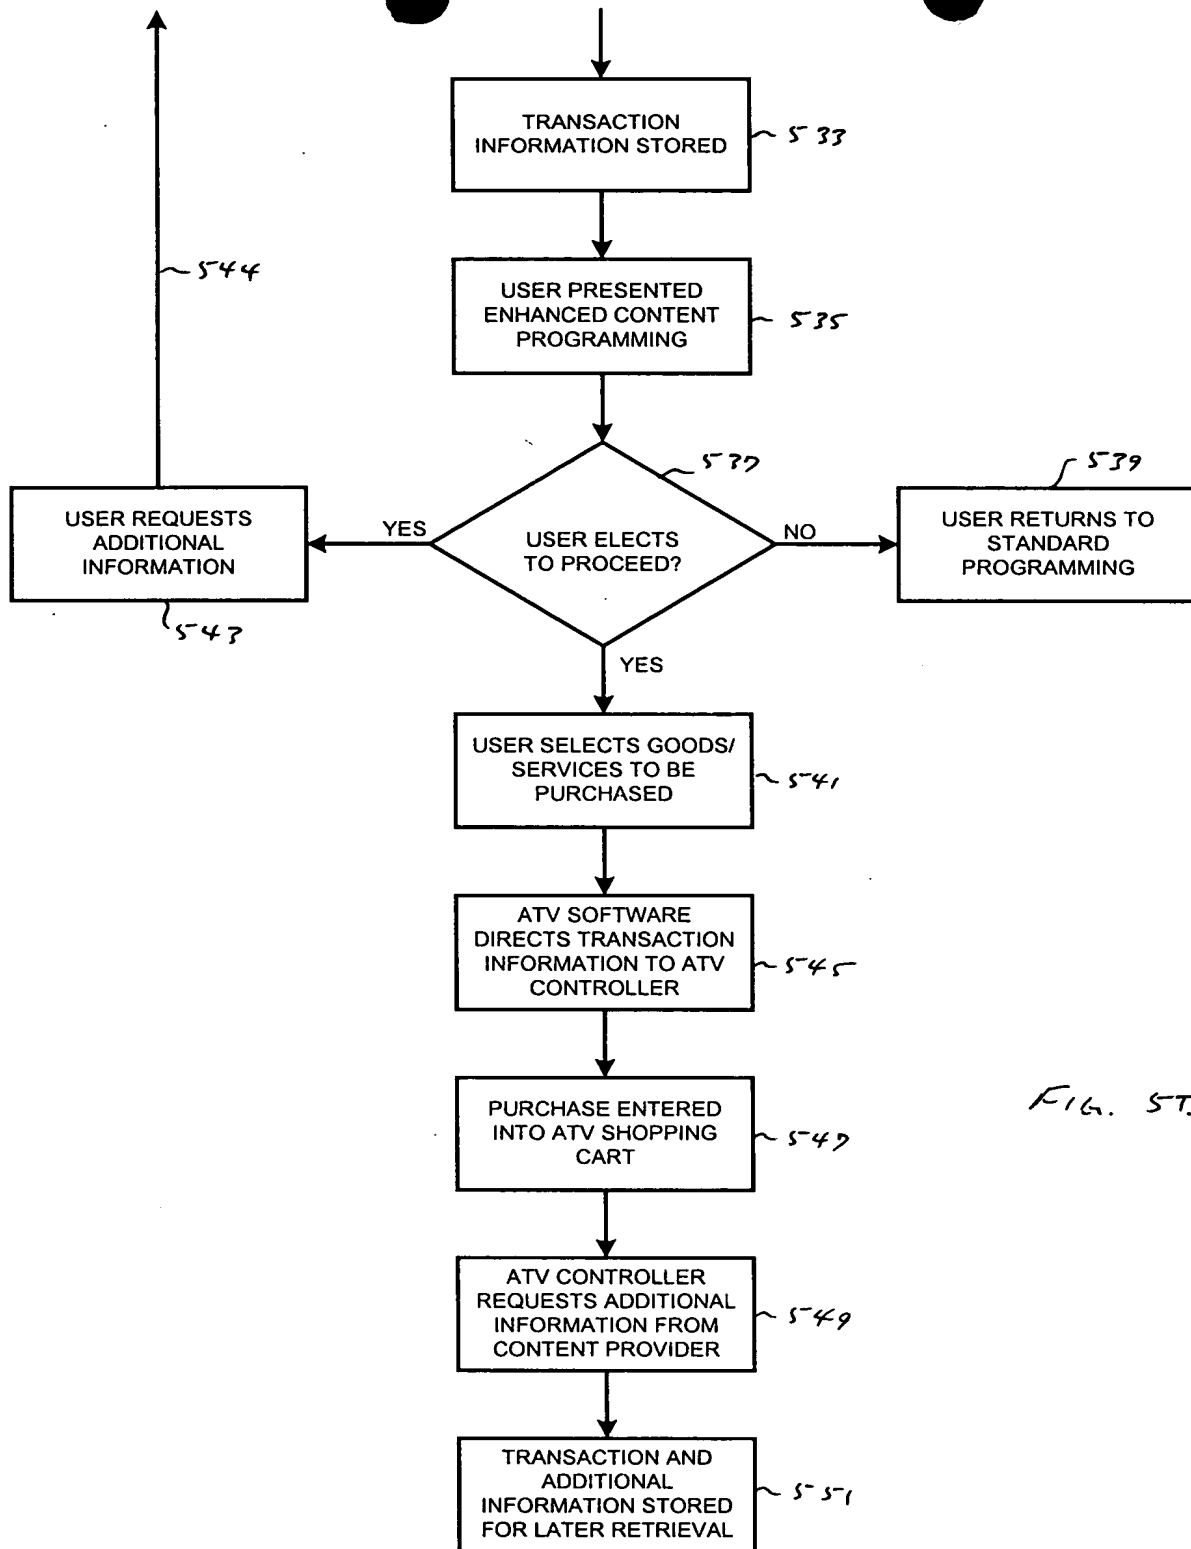 TRANSACTION
INFORMATION STORED
533
544
USER PRESENTED
ENHANCED CONTENT
PROGRAMMING
535
537
539
USER REQUESTS
ADDITIONAL
INFORMATION
YES
USER ELECTS
TO PROCEED?
NO
USER RETURNS TO
STANDARD
PROGRAMMING
543
YES
USER SELECTS GOODS/
SERVICES TO BE
PURCHASED
541
ATV SOFTWARE
DIRECTS TRANSACTION
INFORMATION TO ATV
CONTROLLER
545
PURCHASE ENTERED
INTO ATV SHOPPING
CART
547
FIG.
ATV CONTROLLER
REQUESTS ADDITIONAL
INFORMATION FROM
CONTENT PROVIDER
549
TRANSACTION AND
ADDITIONAL
INFORMATION STORED
FOR LATER RETRIEVAL
551